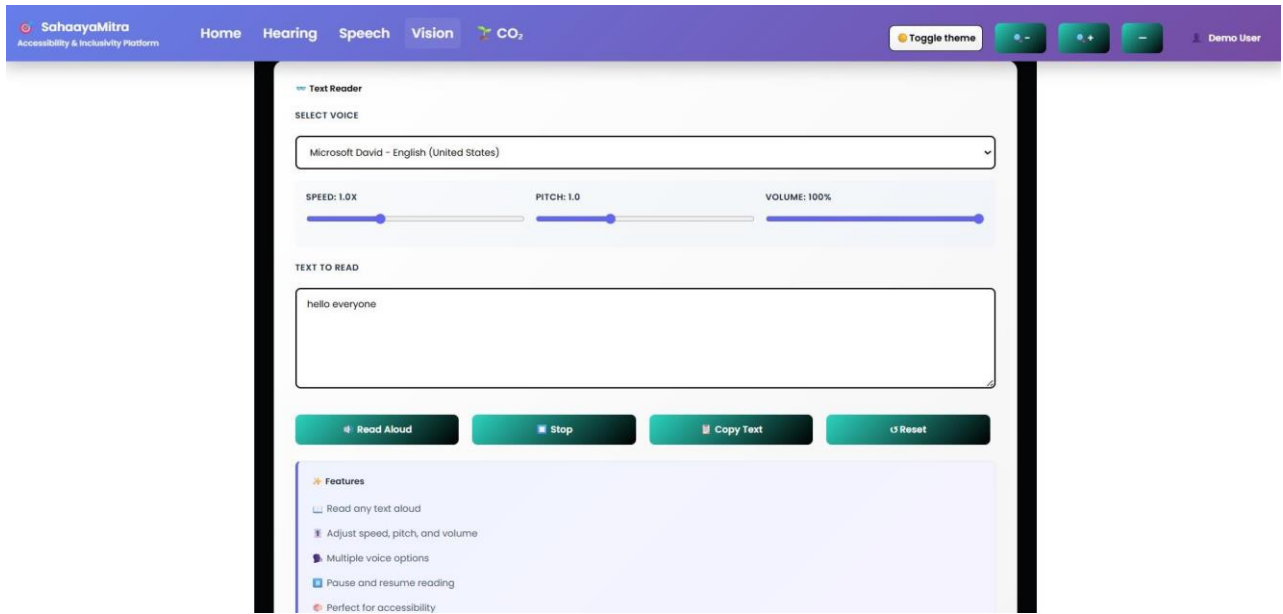 SahaayaMitra
Accessibility & Inclusivity Platform
Home Hearing Speech Vision CO₂
Toggle theme - + − Demo User
Text Reader
SELECT VOICE
Microsoft David - English (United States)
SPEED: 1.0X PITCH: 1.0 VOLUME: 100%
TEXT TO READ
hello everyone
Read Aloud Stop Copy Text Reset
Features
Read any text aloud
Adjust speed, pitch, and volume
Multiple voice options
Pause and resume reading
Perfect for accessibility